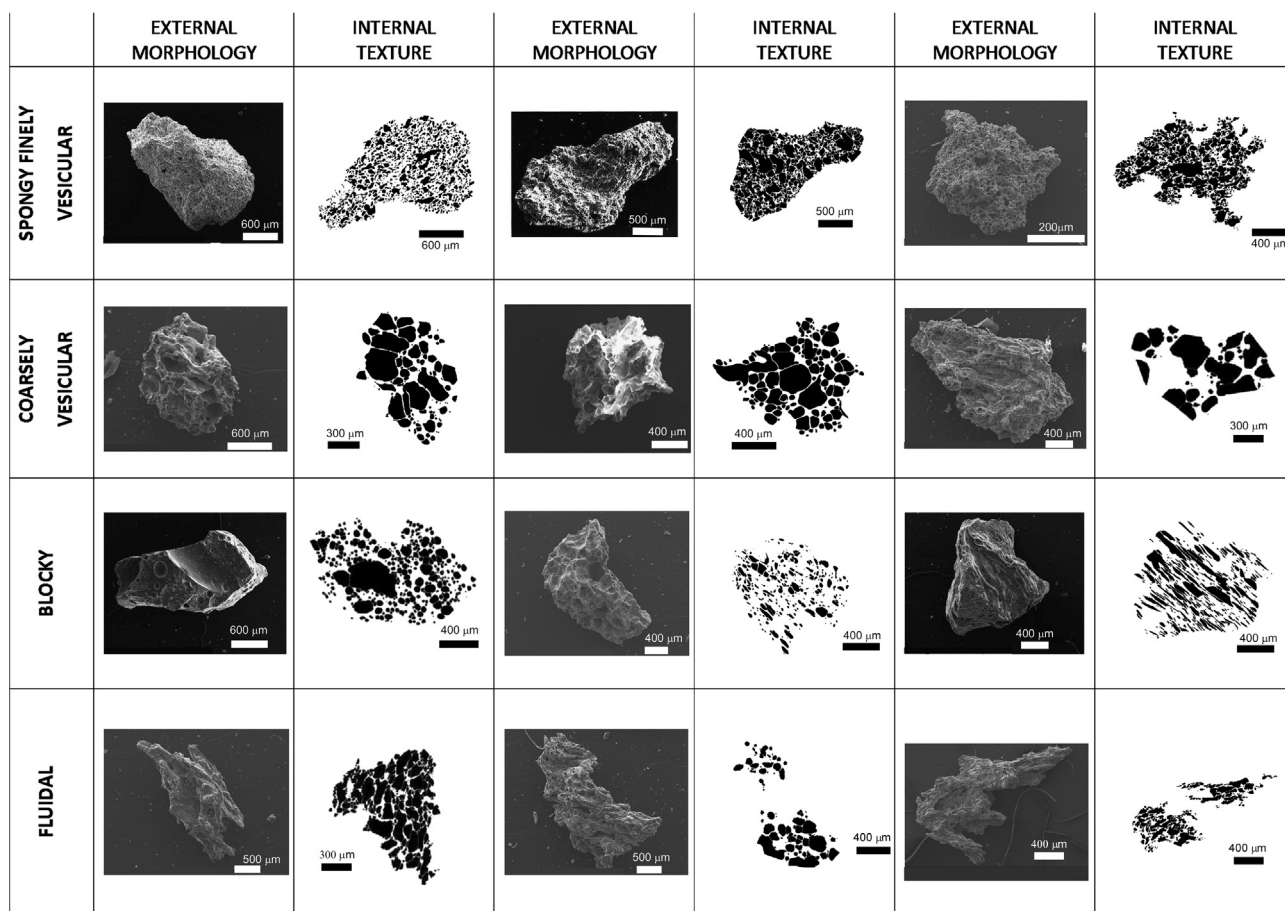 EXTERNAL MORPHOLOGY
INTERNAL TEXTURE
EXTERNAL MORPHOLOGY
INTERNAL TEXTURE
EXTERNAL MORPHOLOGY
INTERNAL TEXTURE
SPONGY FINELY VESICULAR
600 µm
600 µm
500 µm
500 µm
200µm
400 µm
COARSELY VESICULAR
600 µm
300 µm
400 µm
400 µm
400 µm
300 µm
BLOCKY
600 µm
400 µm
400 µm
400 µm
400 µm
400 µm
FLUIDAL
500 µm
300 µm
500 µm
400 µm
400 µm
400 µm